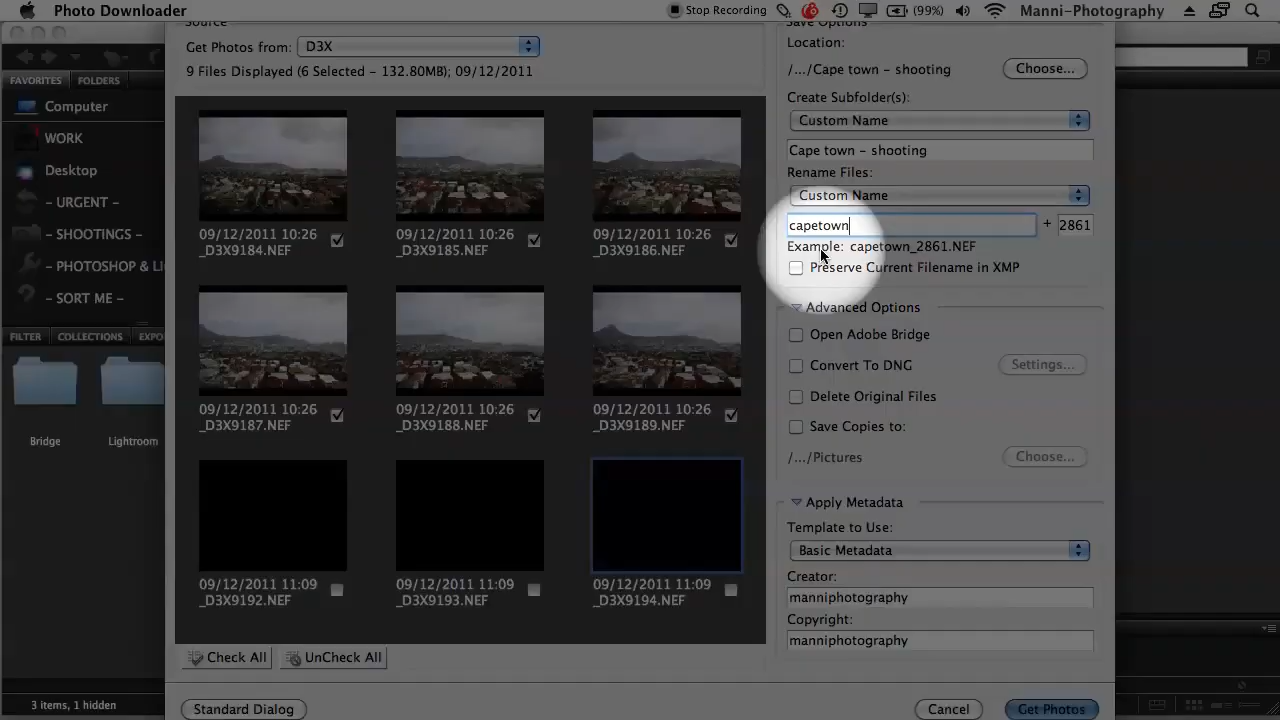 Photo Downloader
Stop Recording
(99%)
Manni-Photography
Source
Get Photos from: D3X
9 Files Displayed (6 Selected - 132.80MB); 09/12/2011
FAVORITES FOLDERS
Computer
WORK
Desktop
- URGENT -
- SHOOTINGS -
- PHOTOSHOP & LI
- SORT ME -
FILTER COLLECTIONS EXPO
Bridge Lightroom
3 items, 1 hidden
09/12/2011 10:26 09/12/2011 10:26 09/12/2011 10:26
_D3X9184.NEF _D3X9185.NEF _D3X9186.NEF
09/12/2011 10:26 09/12/2011 10:26 09/12/2011 10:26
_D3X9187.NEF _D3X9188.NEF _D3X9189.NEF
09/12/2011 11:09 09/12/2011 11:09 09/12/2011 11:09
_D3X9192.NEF _D3X9193.NEF _D3X9194.NEF
Check All UnCheck All
Standard Dialog
Save Options
Location:
/.../Cape town - shooting Choose...
Create Subfolder(s):
Custom Name
Cape town - shooting
Rename Files:
Custom Name
capetown + 2861
Example: capetown_2861.NEF
Preserve Current Filename in XMP
Advanced Options
Open Adobe Bridge
Convert To DNG Settings...
Delete Original Files
Save Copies to:
/.../Pictures Choose...
Apply Metadata
Template to Use:
Basic Metadata
Creator:
manniphotography
Copyright:
manniphotography
Cancel Get Photos